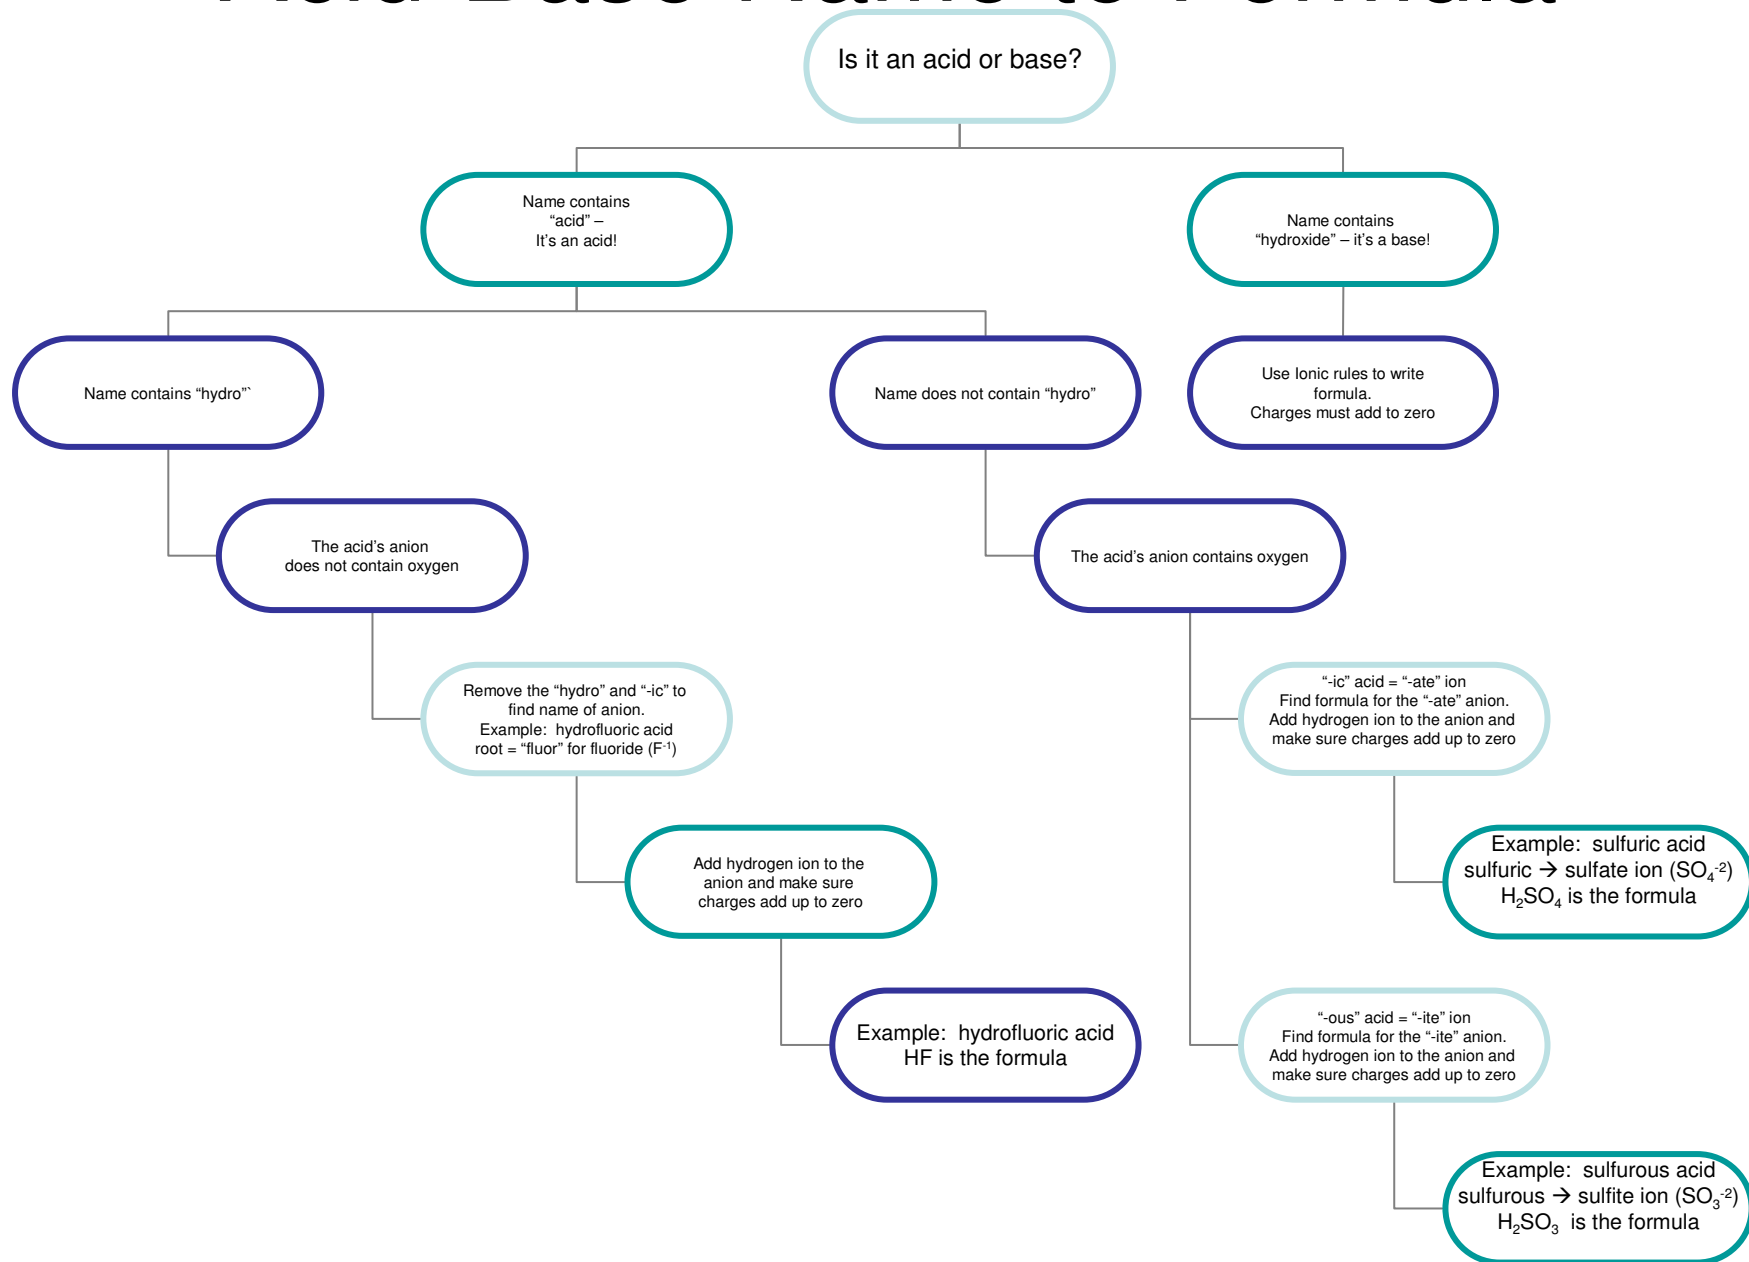 Acid Base Name to Formula
Is it an acid or base?
Name contains
“acid” –
It’s an acid!
Name contains
“hydroxide” – it’s a base!
Name contains “hydro”`
Name does not contain “hydro”
Use Ionic rules to write
formula.
Charges must add to zero
The acid’s anion
does not contain oxygen
The acid’s anion contains oxygen
Remove the “hydro” and “-ic” to
find name of anion.
Example:  hydrofluoric acid
root = “fluor” for fluoride (F⁻¹)
“-ic” acid = “-ate” ion
Find formula for the “-ate” anion.
Add hydrogen ion to the anion and
make sure charges add up to zero
Add hydrogen ion to the
anion and make sure
charges add up to zero
Example:  sulfuric acid
sulfuric → sulfate ion (SO₄⁻²)
H₂SO₄ is the formula
Example:  hydrofluoric acid
HF is the formula
“-ous” acid = “-ite” ion
Find formula for the “-ite” anion.
Add hydrogen ion to the anion and
make sure charges add up to zero
Example:  sulfurous acid
sulfurous → sulfite ion (SO₃⁻²)
H₂SO₃  is the formula